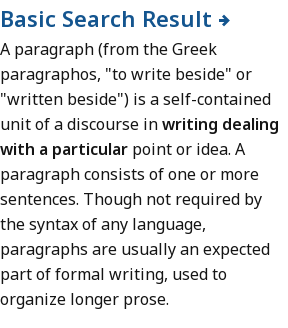 Basic Search Result →
A paragraph (from the Greek
paragraphos, "to write beside" or
"written beside") is a self-contained
unit of a discourse in writing dealing
with a particular point or idea. A
paragraph consists of one or more
sentences. Though not required by
the syntax of any language,
paragraphs are usually an expected
part of formal writing, used to
organize longer prose.